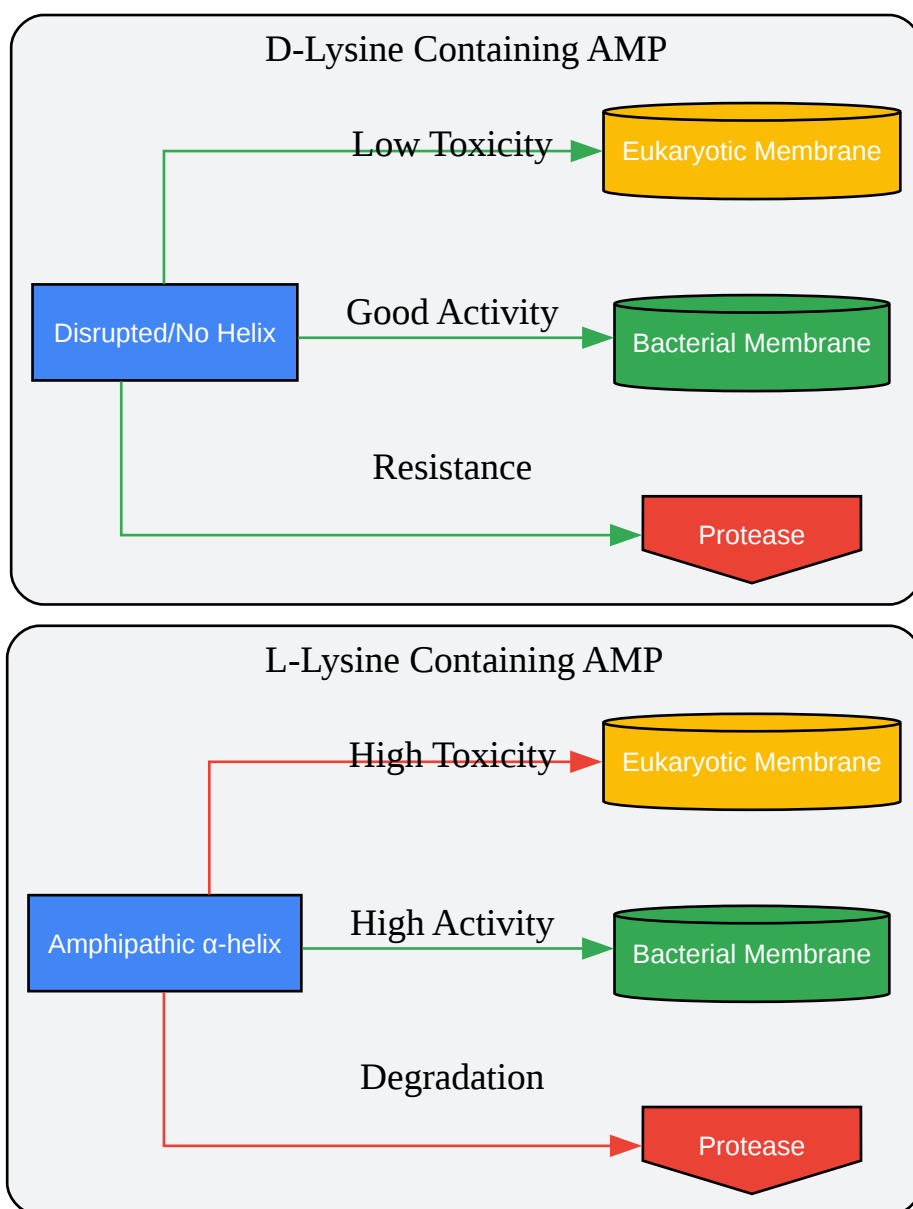 D-Lysine Containing AMP
Low Toxicity
Eukaryotic Membrane
Good Activity
Disrupted/No Helix
Bacterial Membrane
Resistance
Protease
L-Lysine Containing AMP
High Toxicity
Eukaryotic Membrane
High Activity
Amphipathic α-helix
Bacterial Membrane
Degradation
Protease